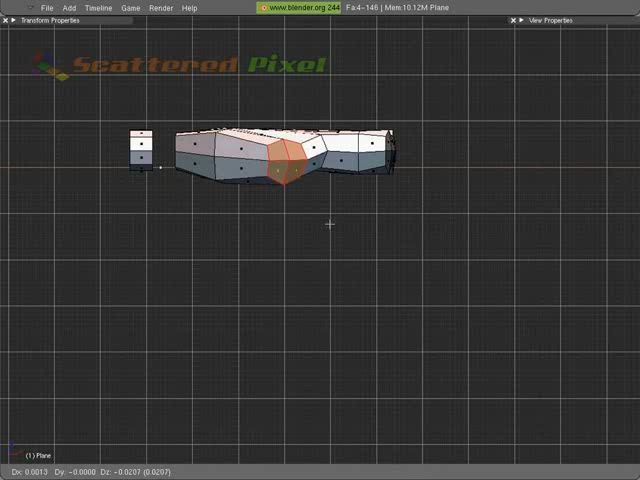 File Add Timeline Game Render Help www.blender.org 244 Fa:4-146 | Mem:10.12M Plane
Transform Properties View Properties
Scattered Pixel
(1) Plane
Dx: 0.0013 Dy: -0.0000 Dz: -0.0207 (0.0207)